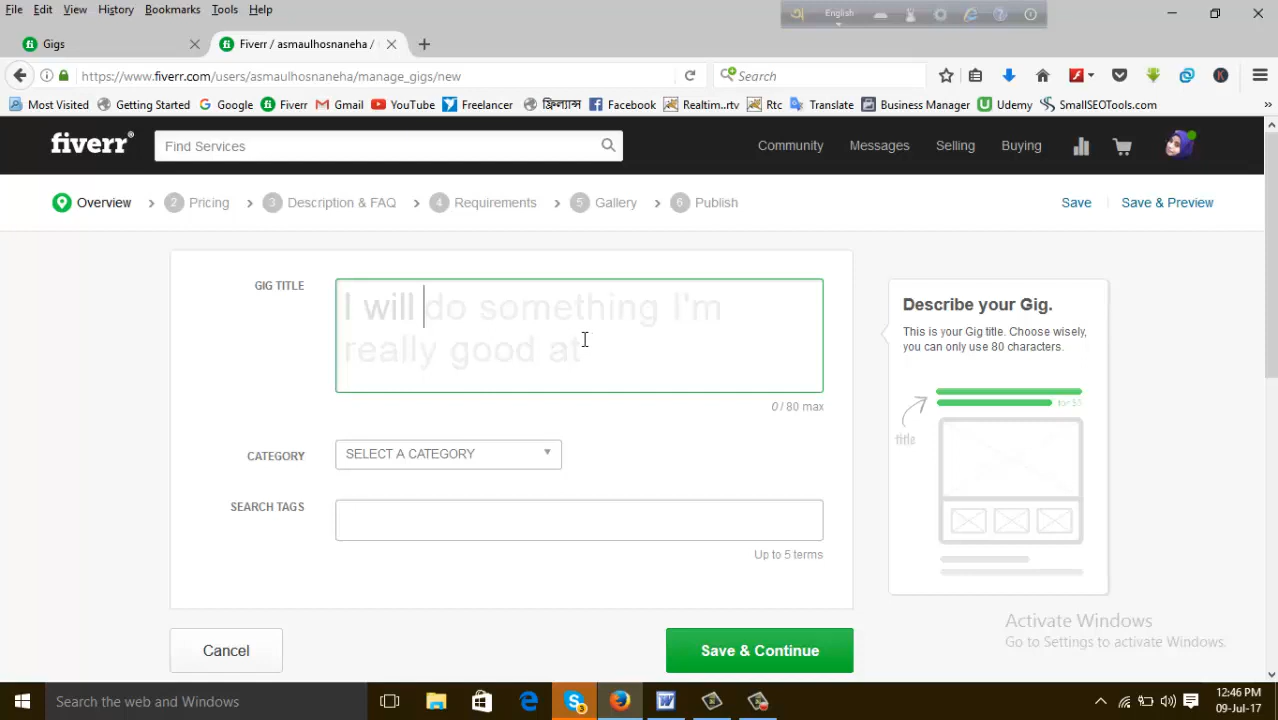 File Edit View History Bookmarks Tools Help
অ English
Gigs
Fiverr / asmaulhosnaneha /
https://www.fiverr.com/users/asmaulhosnaneha/manage_gigs/new
Search
Most Visited Getting Started Google Fiverr Gmail YouTube Freelancer Facebook Realtim..rtv Rtc Translate Business Manager Udemy SmallSEOTools.com »
fiverr®
Find Services
Community Messages Selling Buying
Overview 2 Pricing 3 Description & FAQ 4 Requirements 5 Gallery 6 Publish
Save Save & Preview
GIG TITLE
I will do something I'm
really good at
0 / 80 max
CATEGORY
SELECT A CATEGORY
SEARCH TAGS
Up to 5 terms
Cancel
Save & Continue
Describe your Gig.
This is your Gig title. Choose wisely,
you can only use 80 characters.
for $5
title
Activate Windows
Go to Settings to activate Windows.
Search the web and Windows
12:46 PM
09-Jul-17